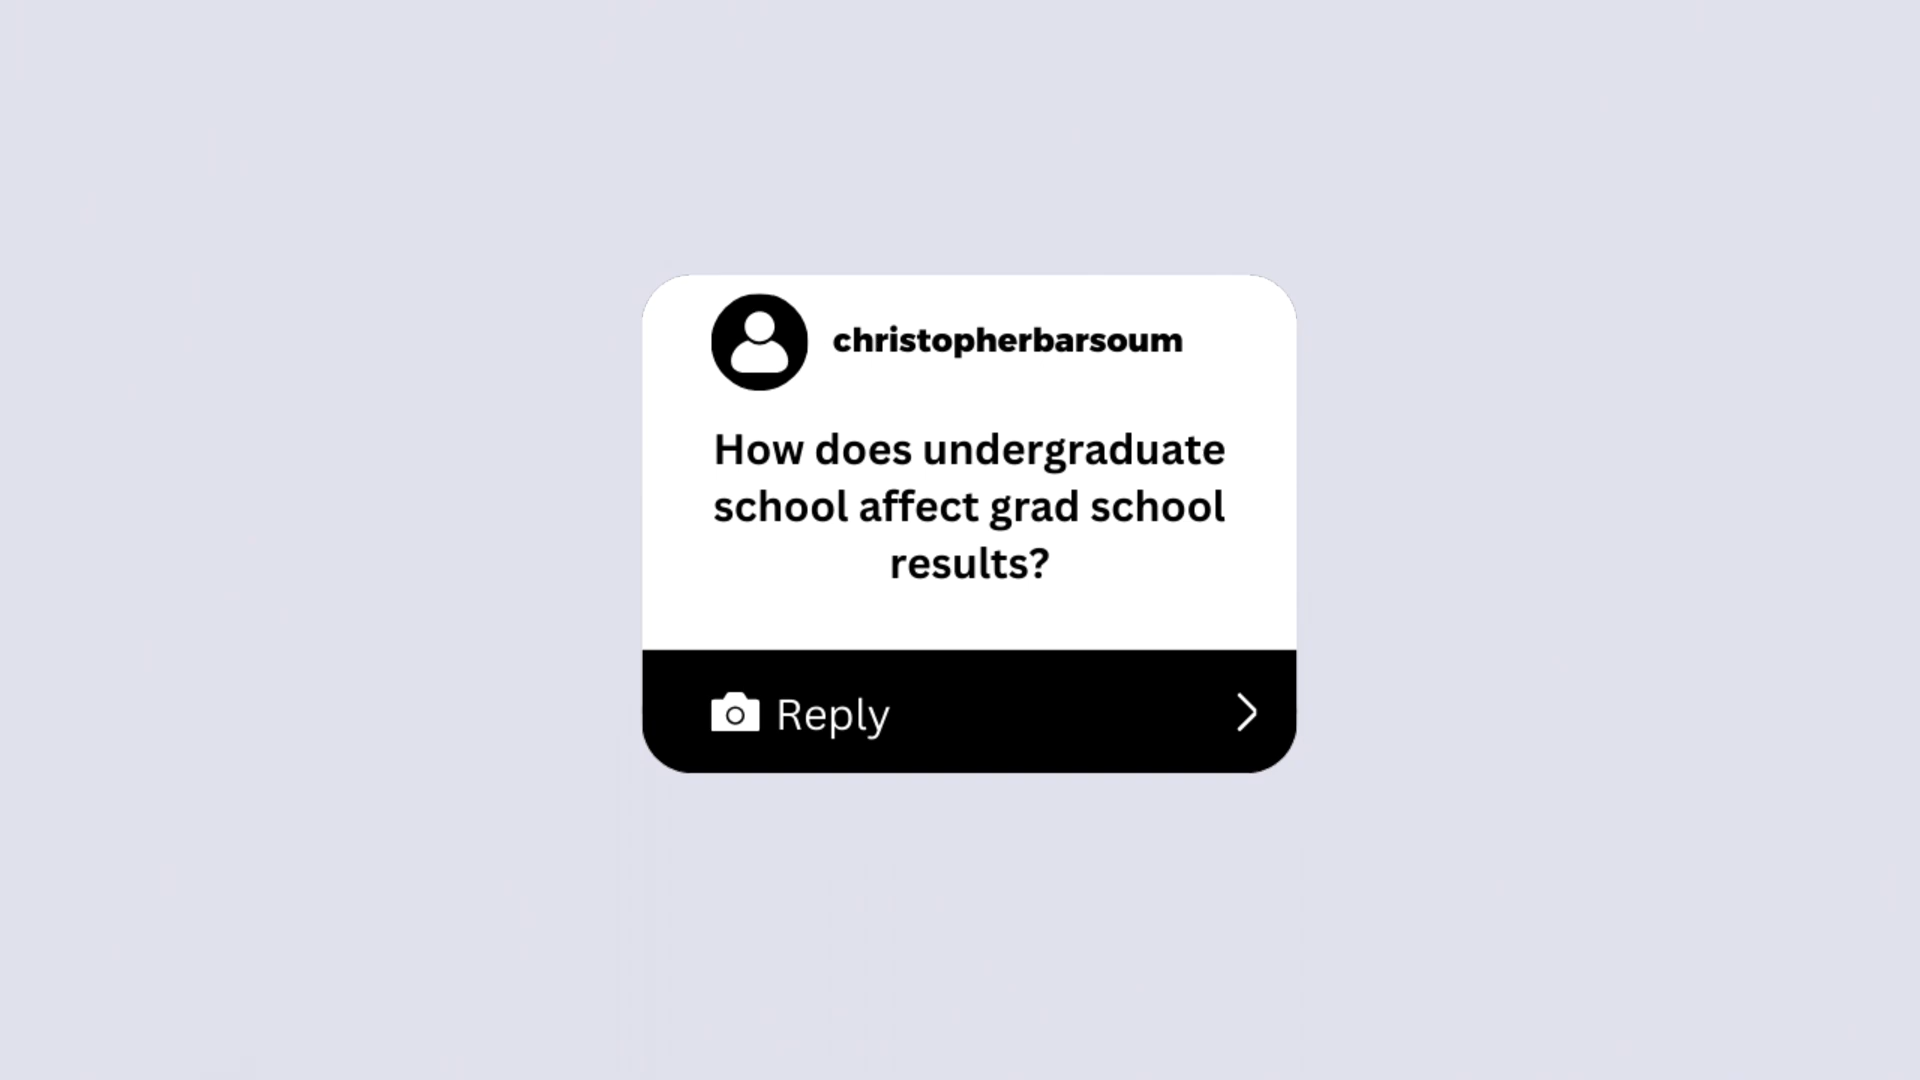 christopherbarsoum
How does undergraduate
school affect grad school
results?
Reply